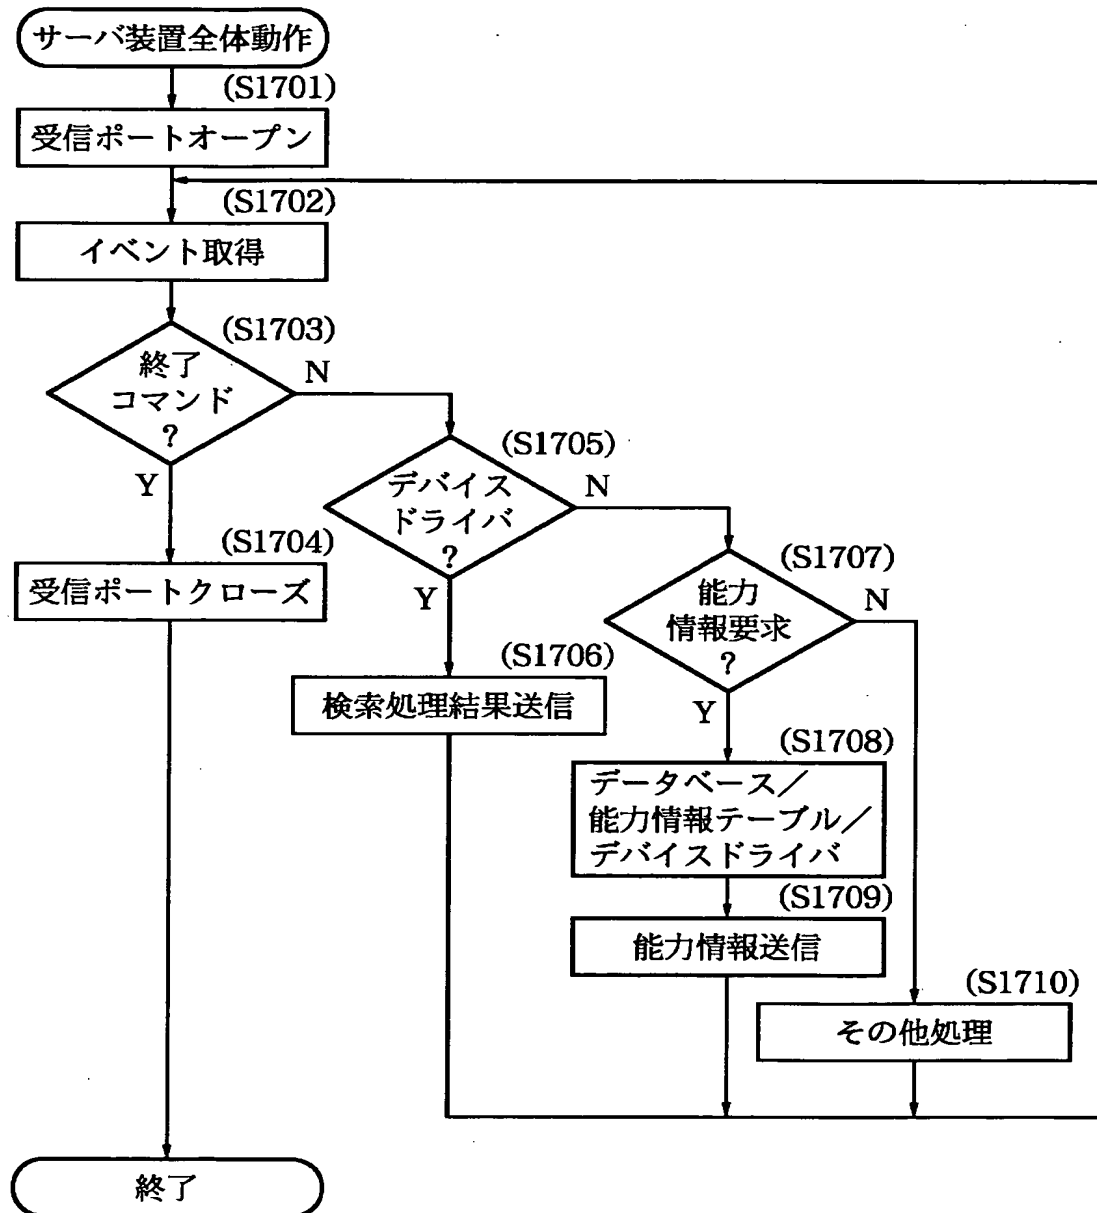 サーバ装置全体動作
(S1701)
受信ポートオープン
(S1702)
イベント取得
(S1703)
終了
コマンド
?
N
Y
(S1704)
受信ポートクローズ
(S1705)
デバイス
ドライバ
?
N
Y
(S1706)
検索処理結果送信
(S1707)
能力
情報要求
?
N
Y
(S1708)
データベース/
能力情報テーブル/
デバイスドライバ
(S1709)
能力情報送信
(S1710)
その他処理
終了